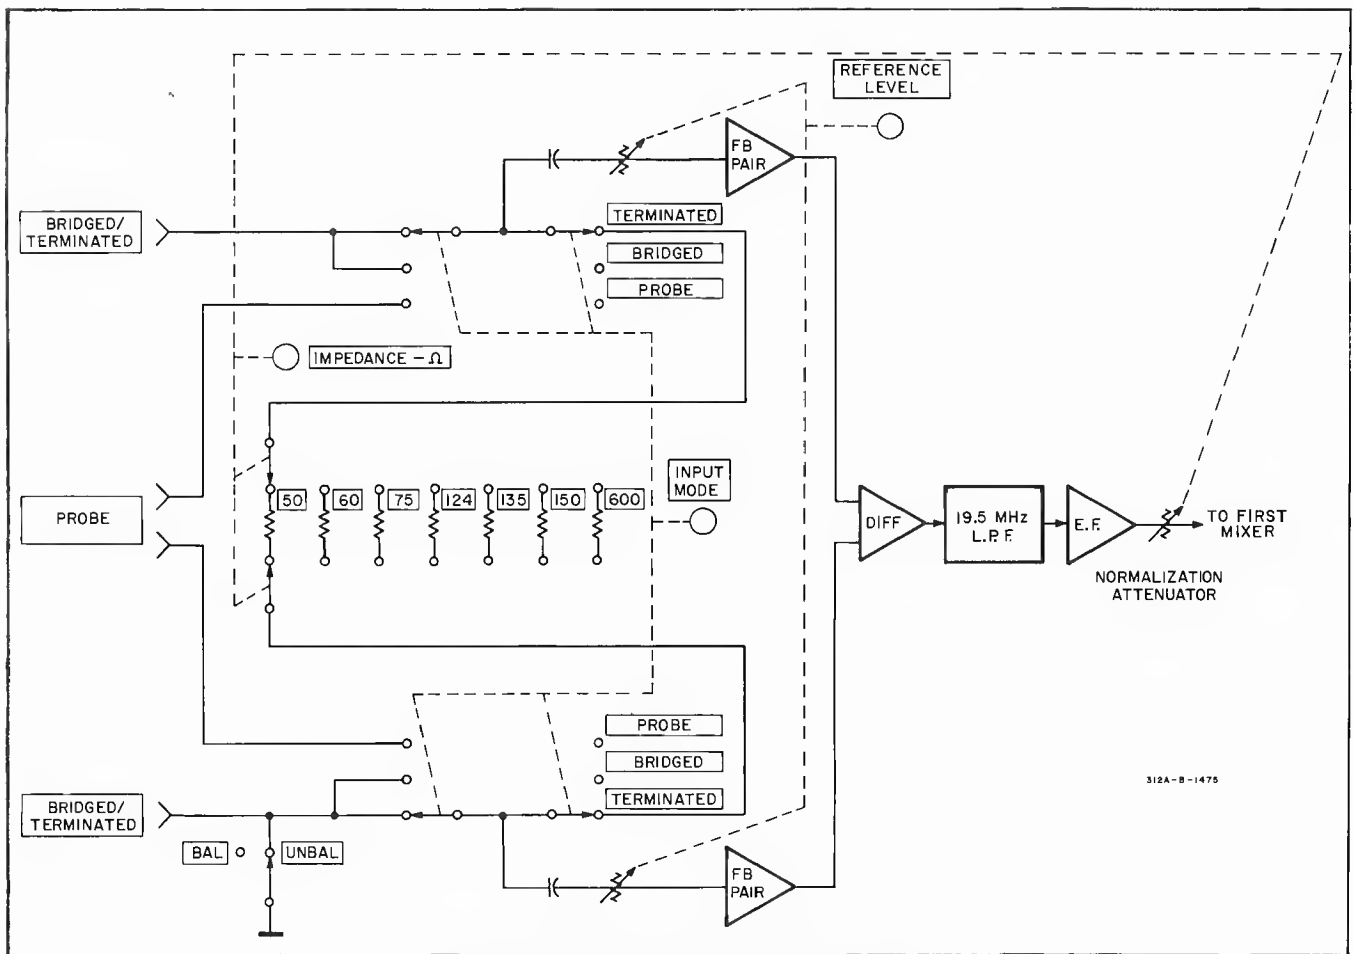 REFERENCE
LEVEL
FB
PAIR
BRIDGED/
TERMINATED
TERMINATED
BRIDGED
PROBE
IMPEDANCE - Ω
INPUT
MODE
50
60
75
124
135
150
600
PROBE
DIFF
19.5 MHz
L.P.F.
E.F.
TO FIRST
MIXER
NORMALIZATION
ATTENUATOR
PROBE
BRIDGED
TERMINATED
BRIDGED/
TERMINATED
BAL
UNBAL
FB
PAIR
312A-B-1475